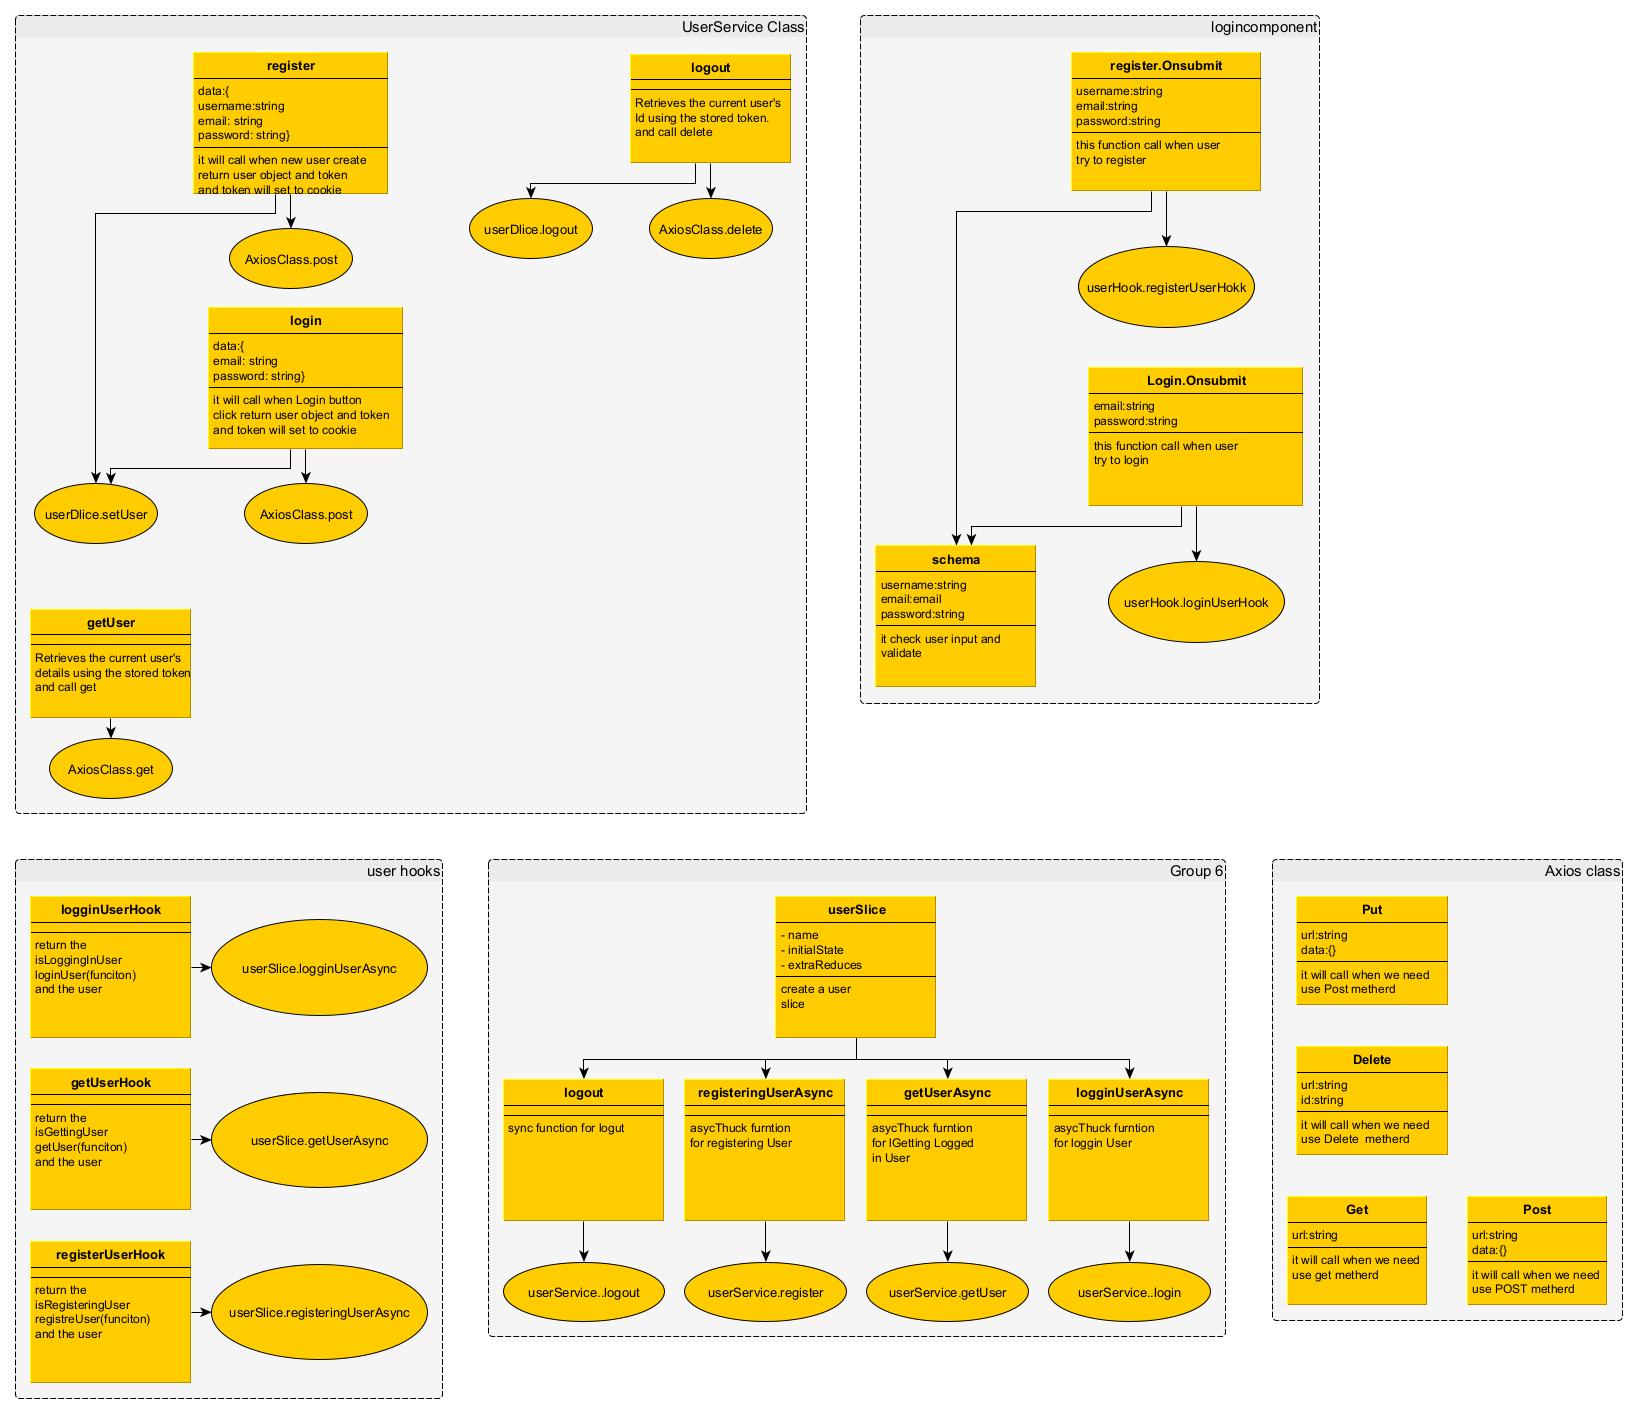 UserService Class
register
data:{
username:string
email: string
password: string}
it will call when new user create
return user object and token
and token will set to cookie
logout
Retrieves the current user's
Id using the stored token.
and call delete
userDlice.logout
AxiosClass.delete
AxiosClass.post
login
data:{
email: string
password: string}
it will call when Login button
click return user object and token
and token will set to cookie
userDlice.setUser
AxiosClass.post
getUser
Retrieves the current user's
details using the stored token
and call get
AxiosClass.get
logincomponent
register.Onsubmit
username:string
email:string
password:string
this function call when user
try to register
userHook.registerUserHokk
Login.Onsubmit
email:string
password:string
this function call when user
try to login
schema
username:string
email:email
password:string
it check user input and
validate
userHook.loginUserHook
user hooks
logginUserHook
return the
isLoggingInUser
loginUser(funciton)
and the user
userSlice.logginUserAsync
getUserHook
return the
isGettingUser
getUser(funciton)
and the user
userSlice.getUserAsync
registerUserHook
return the
isRegisteringUser
registreUser(funciton)
and the user
userSlice.registeringUserAsync
Group 6
userSlice
- name
- initialState
- extraReduces
create a user
slice
logout
sync function for logut
registeringUserAsync
asycThuck furntion
for registering User
getUserAsync
asycThuck furntion
for lGetting Logged
in User
logginUserAsync
asycThuck furntion
for loggin User
userService..logout
userService.register
userService.getUser
userService..login
Axios class
Put
url:string
data:{}
it will call when we need
use Post metherd
Delete
url:string
id:string
it will call when we need
use Delete  metherd
Get
url:string
it will call when we need
use get metherd
Post
url:string
data:{}
it will call when we need
use POST metherd